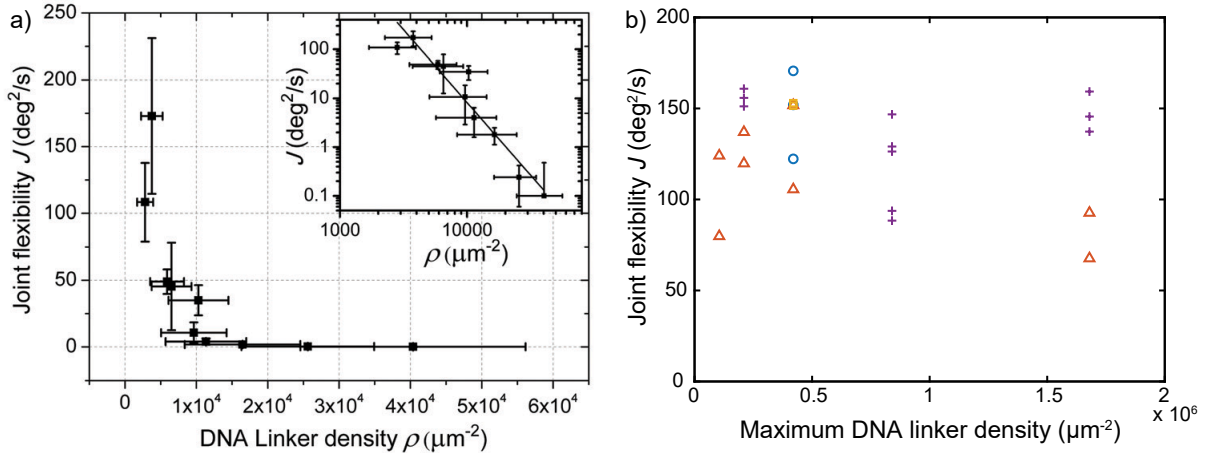 a)
Joint flexibility J (deg²/s)
250
200
150
100
50
0
0 1x10⁴ 2x10⁴ 3x10⁴ 4x10⁴ 5x10⁴ 6x10⁴
DNA Linker density ρ (μm⁻²)
J (deg²/s)
100
10
1
0.1
1000 10000
ρ (μm⁻²)
b)
Joint flexibility J (deg²/s)
200
150
100
50
0
0 0.5 1 1.5 2
x 10⁶
Maximum DNA linker density (μm⁻²)